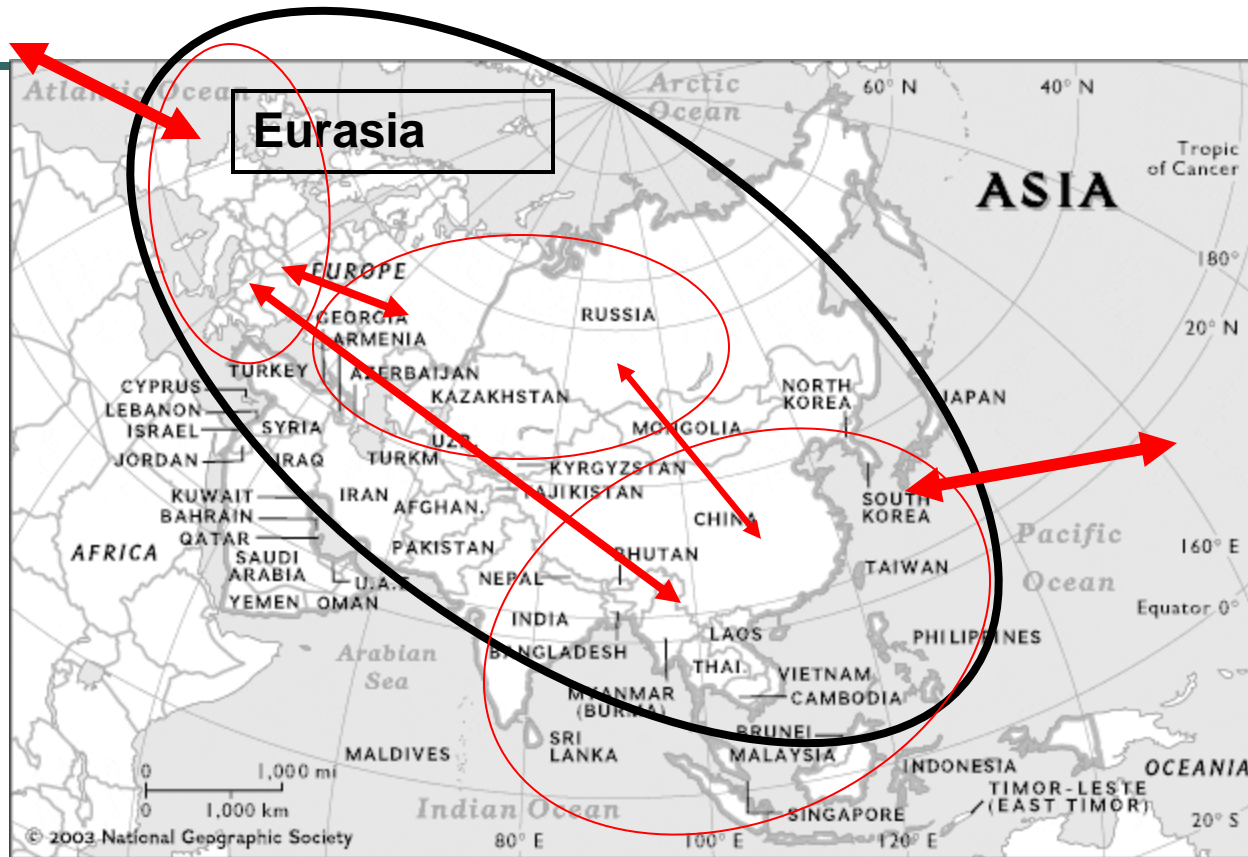 Atlantic Ocean
Arctic
Ocean
60° N
40° N
Eurasia
Tropic
of Cancer
ASIA
180°
EUROPE
20° N
RUSSIA
GEORGIA
ARMENIA
TURKEY
AZERBAIJAN
CYPRUS
KAZAKHSTAN
NORTH
KOREA
JAPAN
LEBANON
ISRAEL
SYRIA
MONGOLIA
UZB.
JORDAN
IRAQ
TURKM
KYRGYZSTAN
TAJIKISTAN
KUWAIT
IRAN
AFGHAN.
SOUTH
KOREA
BAHRAIN
CHINA
QATAR
AFRICA
PAKISTAN
BHUTAN
Pacific
Ocean
160° E
SAUDI
ARABIA
U.A.E
NEPAL
TAIWAN
YEMEN
OMAN
INDIA
Equator 0°
LAOS
PHILIPPINES
Arabian
Sea
BANGLADESH
THAI.
VIETNAM
MYANMAR
(BURMA)
CAMBODIA
BRUNEI
SRI
LANKA
MALDIVES
MALAYSIA
INDONESIA
OCEANIA
0
1,000 mi
0
1,000 km
Indian Ocean
TIMOR-LESTE
(EAST TIMOR)
SINGAPORE
20° S
© 2003 National Geographic Society
80° E
100° E
120° E